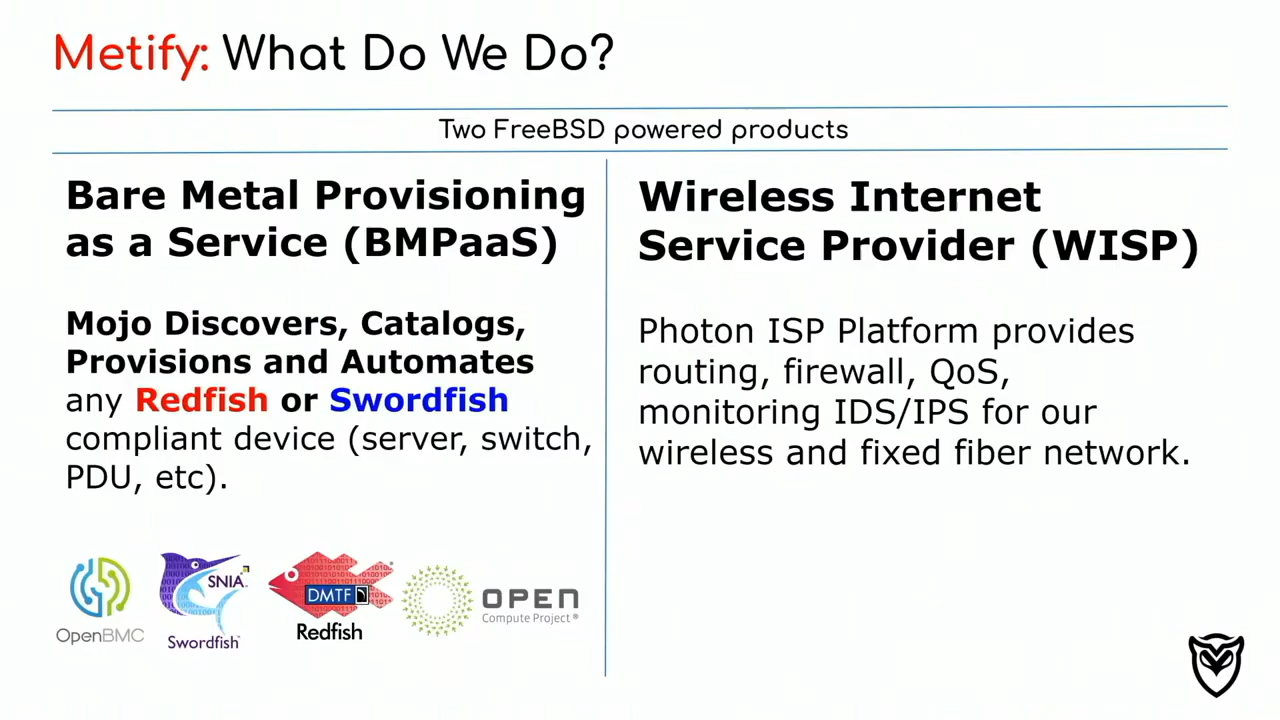 Metify: What Do We Do?
Two FreeBSD powered products
Bare Metal Provisioning
as a Service (BMPaaS)
Mojo Discovers, Catalogs,
Provisions and Automates
any Redfish or Swordfish
compliant device (server, switch,
PDU, etc).
OpenBMC
SNIA
Swordfish
DMTF
Redfish
OPEN
Compute Project®
Wireless Internet
Service Provider (WISP)
Photon ISP Platform provides
routing, firewall, QoS,
monitoring IDS/IPS for our
wireless and fixed fiber network.